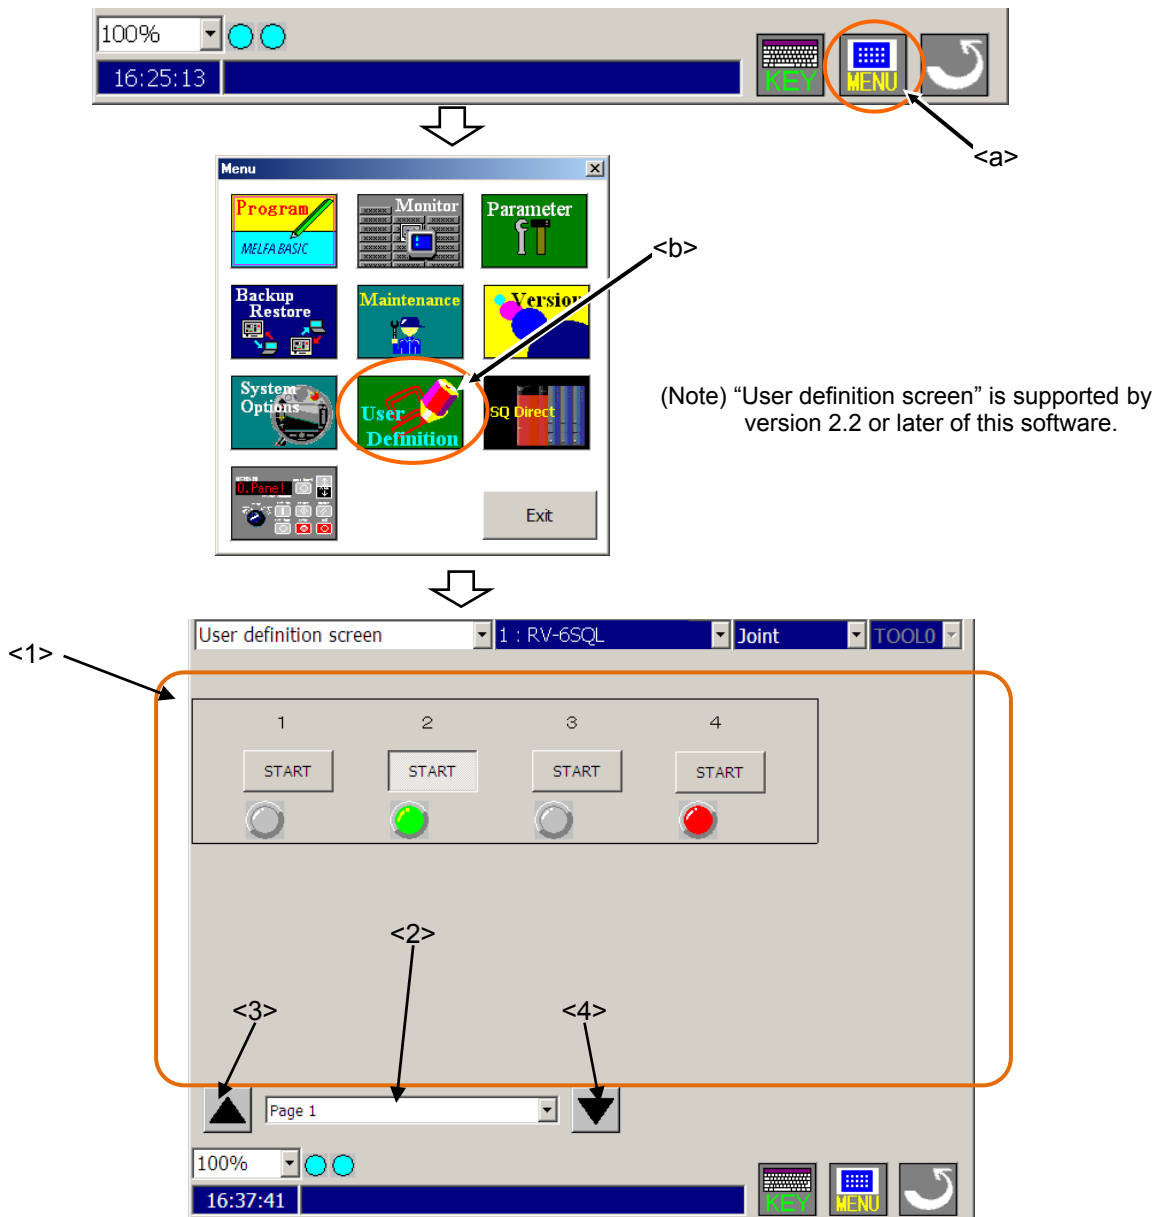 100%
16:25:13
KEY
MENU
<a>
Menu
Program
MELFA BASIC
Monitor
Parameter
<b>
Backup
Restore
Maintenance
Version
System
Options
User
Definition
SQ Direct
(Note) “User definition screen” is supported by
version 2.2 or later of this software.
O.Panel
Exit
User definition screen
1 : RV-6SQL
Joint
TOOL0
<1>
1 2 3 4
START START START START
<2>
<3>
<4>
Page 1
100%
16:37:41
KEY
MENU